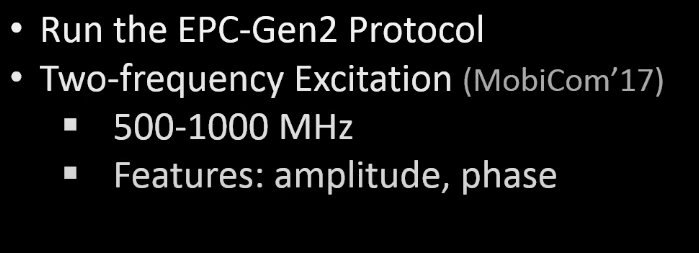 • Run the EPC-Gen2 Protocol
• Two-frequency Excitation (MobiCom’17)
▪ 500-1000 MHz
▪ Features: amplitude, phase